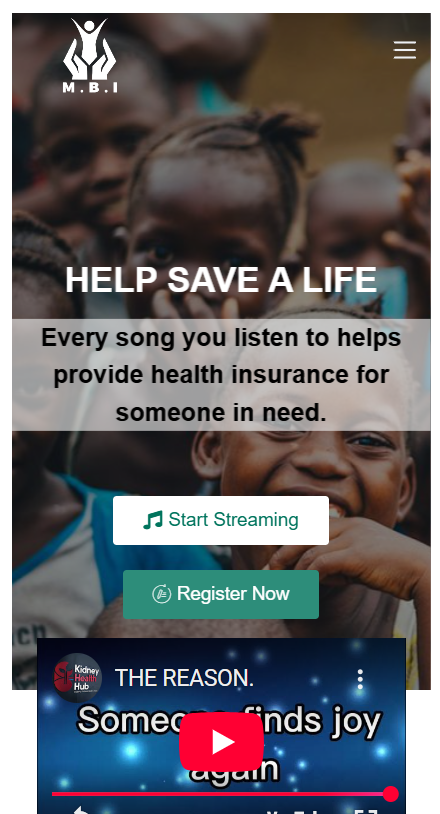 M.B.I
HELP SAVE A LIFE
Every song you listen to helps
provide health insurance for
someone in need.
Start Streaming
Register Now
Kidney
Health
Hub
THE REASON.
Someone finds joy
again